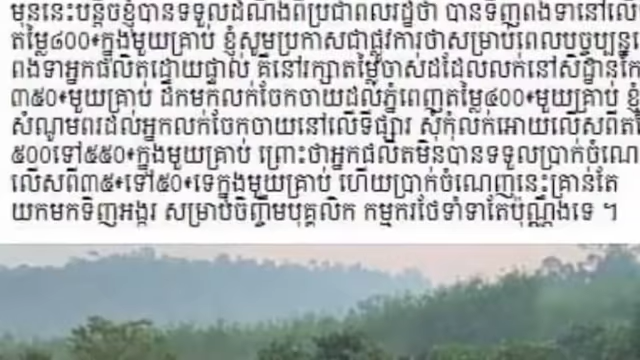 មុននេះបន្តិចខ្ញុំបានទទួលដំណឹងពីប្រជាពលរដ្ឋថា បានទិញពងទានៅលើ
តម្លៃ៤០០៛ក្នុងមួយគ្រាប់ ខ្ញុំសូមប្រកាសជាផ្លូវការថាសម្រាប់ពេលបច្ចុប្បន្ន
ពងទាអ្នកផលិតដោយផ្ទាល់ គឺនៅរក្សាតម្លៃចាស់ដដែលលក់នៅសិដ្ឋាន
៣៥០៛មួយគ្រាប់ ដឹកមកលក់ចែកចាយដល់ភ្នំពេញតម្លៃ៤០០៛មួយគ្រាប់ ខ្ញុំ
សំណូមពរដល់អ្នកលក់ចែកចាយនៅលើទីផ្សារ សុំកុំលក់អោយលើសពី
៥០០ទៅ៥៥០៛ក្នុងមួយគ្រាប់ ព្រោះថាអ្នកផលិតមិនបានទទួលប្រាក់ចំណេ
លើសពី៣៥៛ទៅ៥០៛ទេក្នុងមួយគ្រាប់ ហើយប្រាក់ចំណេញនេះគ្រាន់តែ
យកមកទិញអង្ករ សម្រាប់ចិញ្ចឹមបុគ្គលិក កម្មករថែទាំទាតែប៉ុណ្ណឹងទេ ។